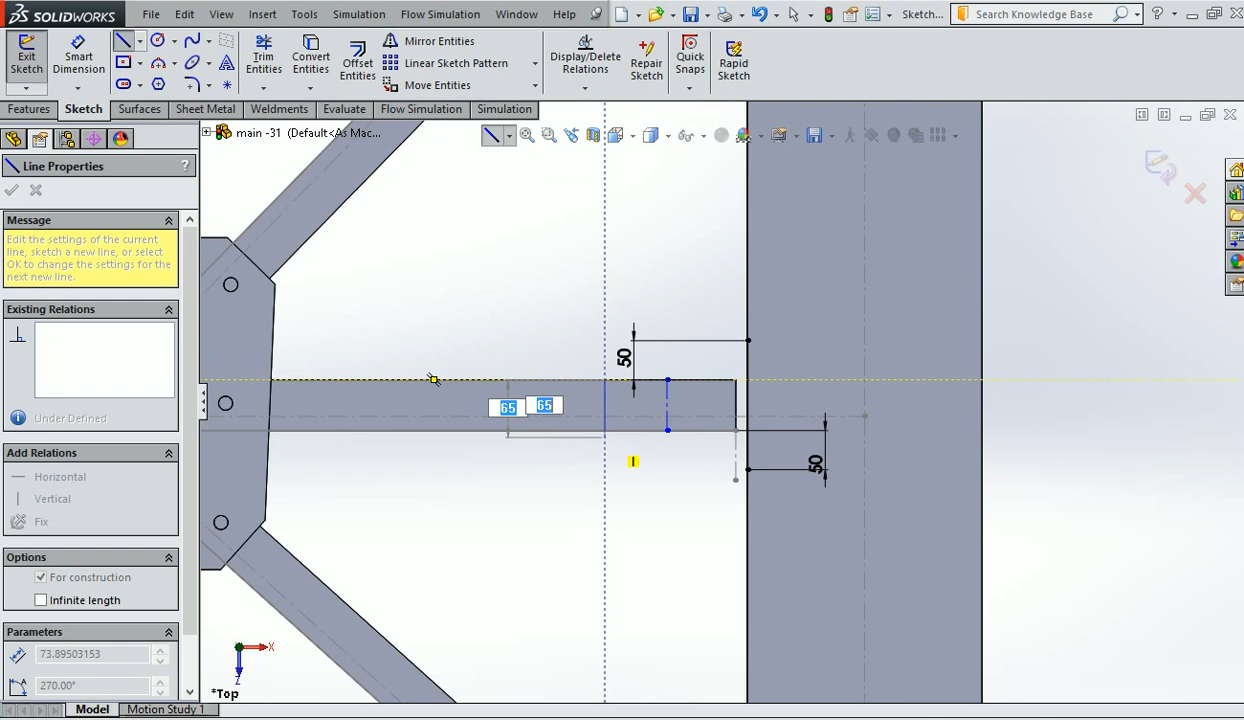 SOLIDWORKS File Edit View Insert Tools Simulation Flow Simulation Window Help Sketch... Search Knowledge Base ?
Exit Sketch Smart Dimension Trim Entities Convert Entities Offset Entities Mirror Entities Linear Sketch Pattern Move Entities Display/Delete Relations Repair Sketch Quick Snaps Rapid Sketch
Features Sketch Surfaces Sheet Metal Weldments Evaluate Flow Simulation Simulation
main -31 (Default<As Mac...
Line Properties ?
Message
Edit the settings of the current
line, sketch a new line, or select
OK to change the settings for the
next new line.
Existing Relations
Under Defined
Add Relations
Horizontal
Vertical
Fix
Options
For construction
Infinite length
Parameters
73.89503153
270.00°
50
65 65
50
X
Z
*Top
Model Motion Study 1